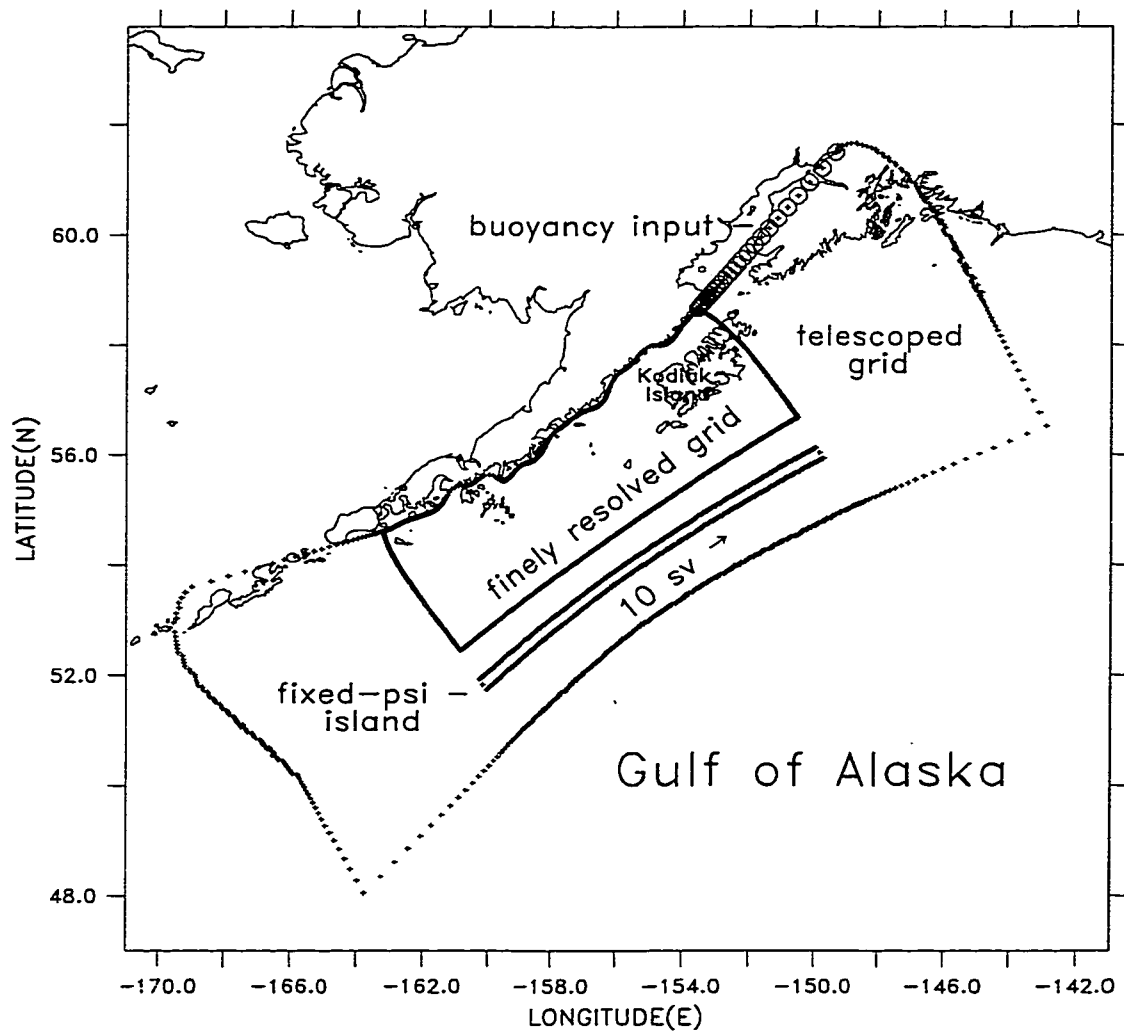 60.0
56.0
52.0
48.0
LATITUDE(N)
buoyancy input
telescoped
grid
Kodiak
Island
finely resolved grid
10 sv →
fixed-psi
island
Gulf of Alaska
-170.0 -166.0 -162.0 -158.0 -154.0 -150.0 -146.0 -142.0
LONGITUDE(E)